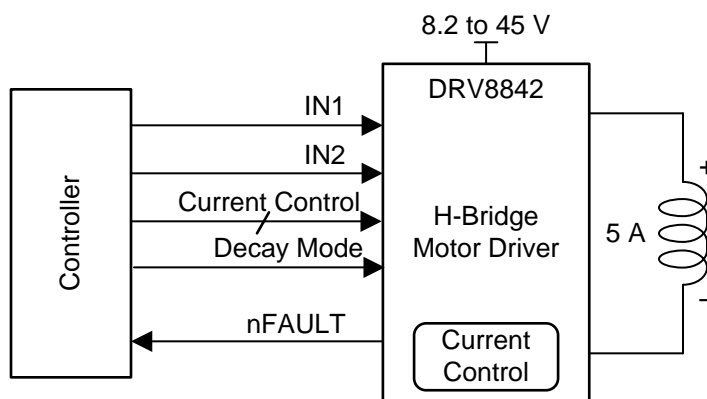 8.2 to 45 V
DRV8842
Controller
IN1
IN2
Current Control
Decay Mode
nFAULT
H-Bridge
Motor Driver
Current
Control
5 A
+
–